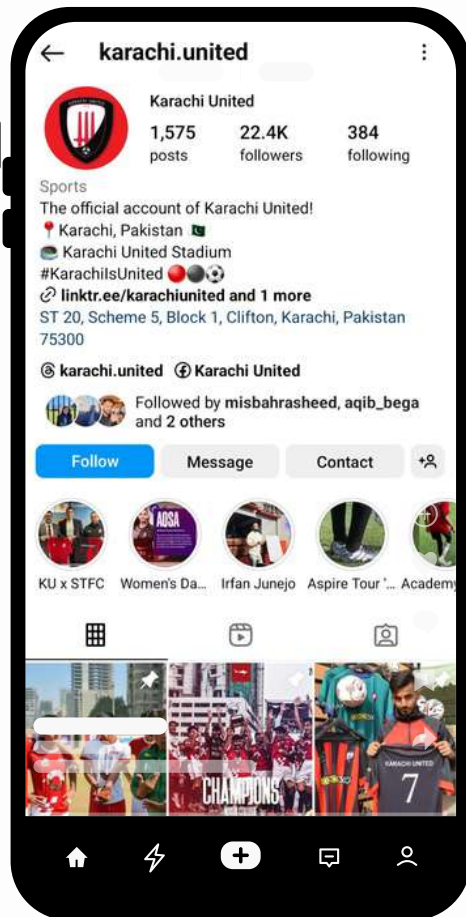 karachi.united
Karachi United
1,575 22.4K 384
posts followers following
Sports
The official account of Karachi United!
📍Karachi, Pakistan 🇵🇰
🏟️ Karachi United Stadium
#KarachiIsUnited 🔴⚫⚽
linktr.ee/karachiunited and 1 more
ST 20, Scheme 5, Block 1, Clifton, Karachi, Pakistan
75300
karachi.united Karachi United
Followed by misbahrasheed, aqib_bega
and 2 others
Follow Message Contact
AQSA
KU x STFC Women's Da... Irfan Junejo Aspire Tour '... Academy
CHAMPIONS
KARACHI UNITED
7